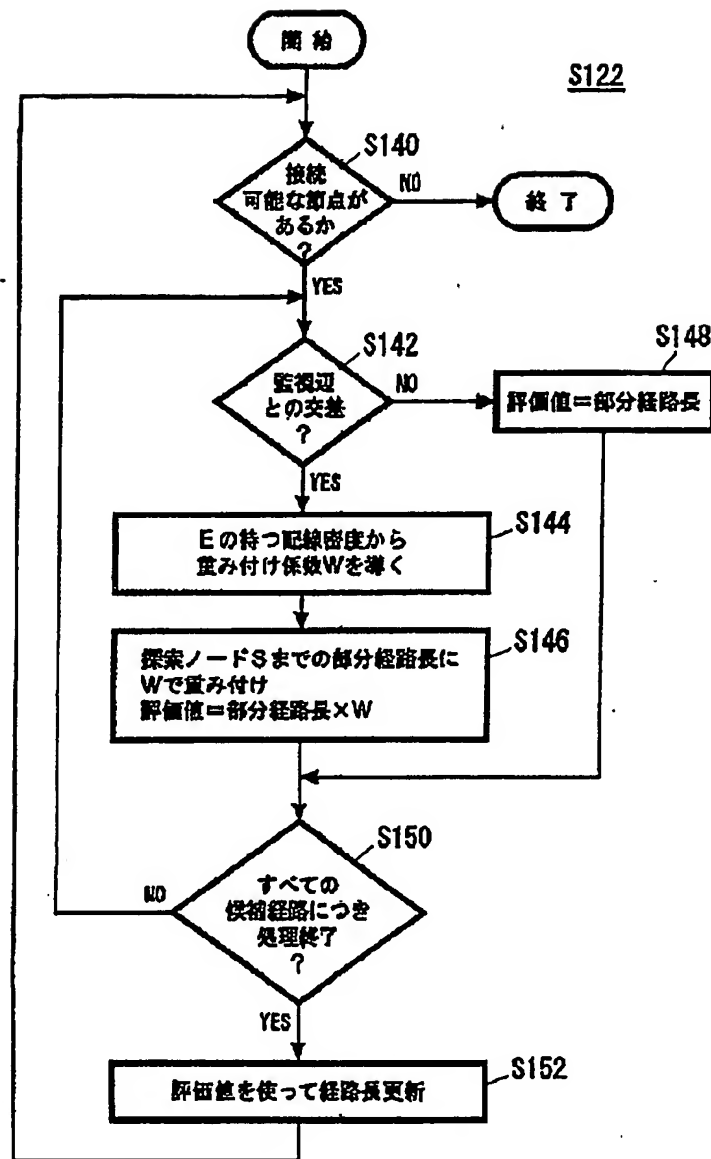 開 始
S122
S140
接続
可能な節点が
あるか
?
NO
終 了
YES
S142
監視辺
との交差
?
NO
S148
評価値=部分経路長
YES
S144
Eの持つ配線密度から
重み付け係数Wを導く
S146
探索ノードSまでの部分経路長に
Wで重み付け
評価値=部分経路長×W
S150
すべての
候補経路につき
処理終了
?
NO
YES
S152
評価値を使って経路長更新